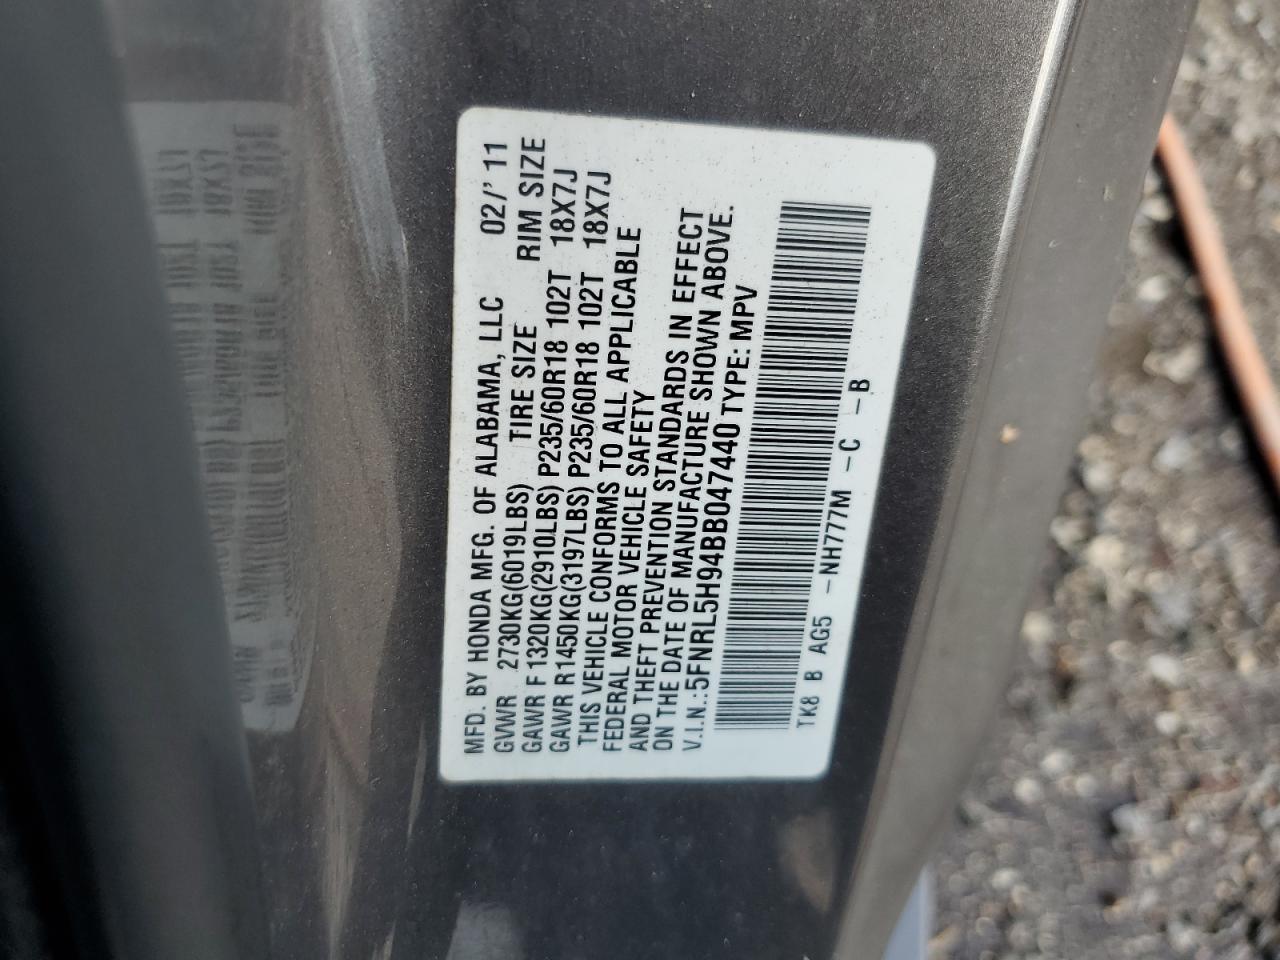 MFD. BY HONDA MFG. OF ALABAMA, LLC 02/' 11
GVWR 2730KG(6019LBS) TIRE SIZE RIM SIZE
GAWR F 1320KG(2910LBS) P235/60R18 102T 18X7J
GAWR R1450KG(3197LBS) P235/60R18 102T 18X7J
THIS VEHICLE CONFORMS TO ALL APPLICABLE
FEDERAL MOTOR VEHICLE SAFETY
AND THEFT PREVENTION STANDARDS IN EFFECT
ON THE DATE OF MANUFACTURE SHOWN ABOVE.
V.I.N.:5FNRL5H94BB047440 TYPE: MPV
TK8 B AG5 -NH777M -C -B